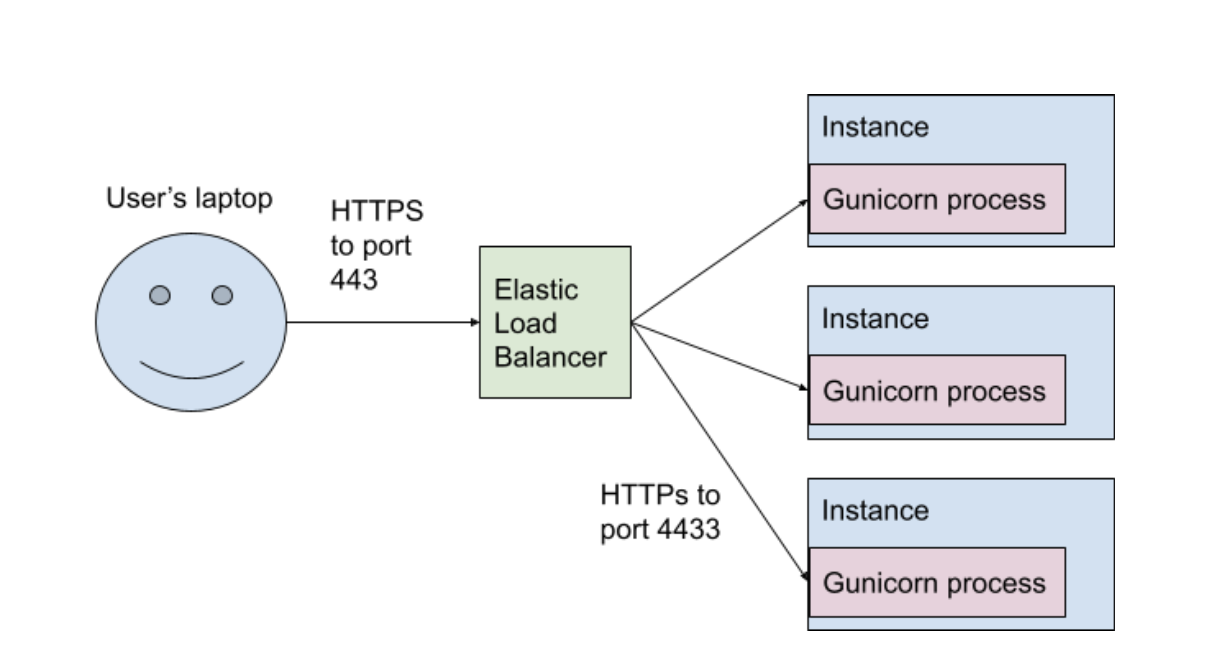 User's laptop
HTTPS
to port
443
Elastic
Load
Balancer
HTTPs to
port 4433
Instance
Gunicorn process
Instance
Gunicorn process
Instance
Gunicorn process